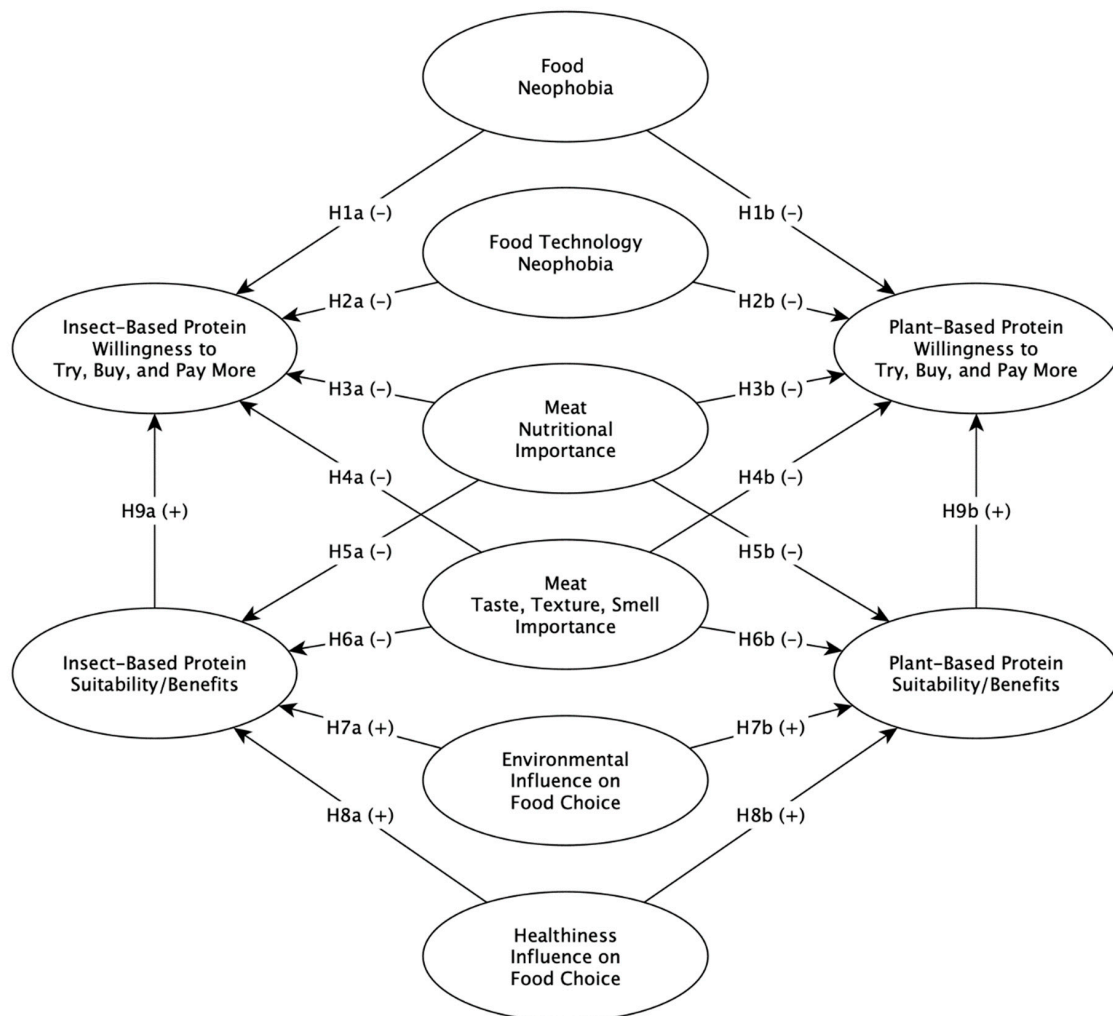 Food
Neophobia
H1a (–)
H1b (–)
Food Technology
Neophobia
H2a (–)
H2b (–)
Insect–Based Protein
Willingness to
Try, Buy, and Pay More
Plant–Based Protein
Willingness to
Try, Buy, and Pay More
H3a (–)
H3b (–)
Meat
Nutritional
Importance
H4a (–)
H4b (–)
H9a (+)
H9b (+)
H5a (–)
H5b (–)
Meat
Taste, Texture, Smell
Importance
H6a (–)
H6b (–)
Insect–Based Protein
Suitability/Benefits
Plant–Based Protein
Suitability/Benefits
H7a (+)
H7b (+)
Environmental
Influence on
Food Choice
H8a (+)
H8b (+)
Healthiness
Influence on
Food Choice